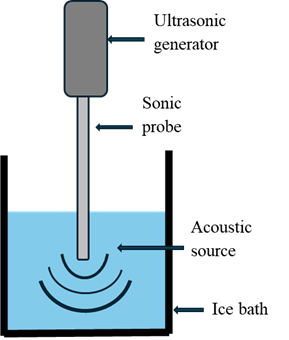 Ultrasonic
generator
Sonic
probe
Acoustic
source
Ice bath